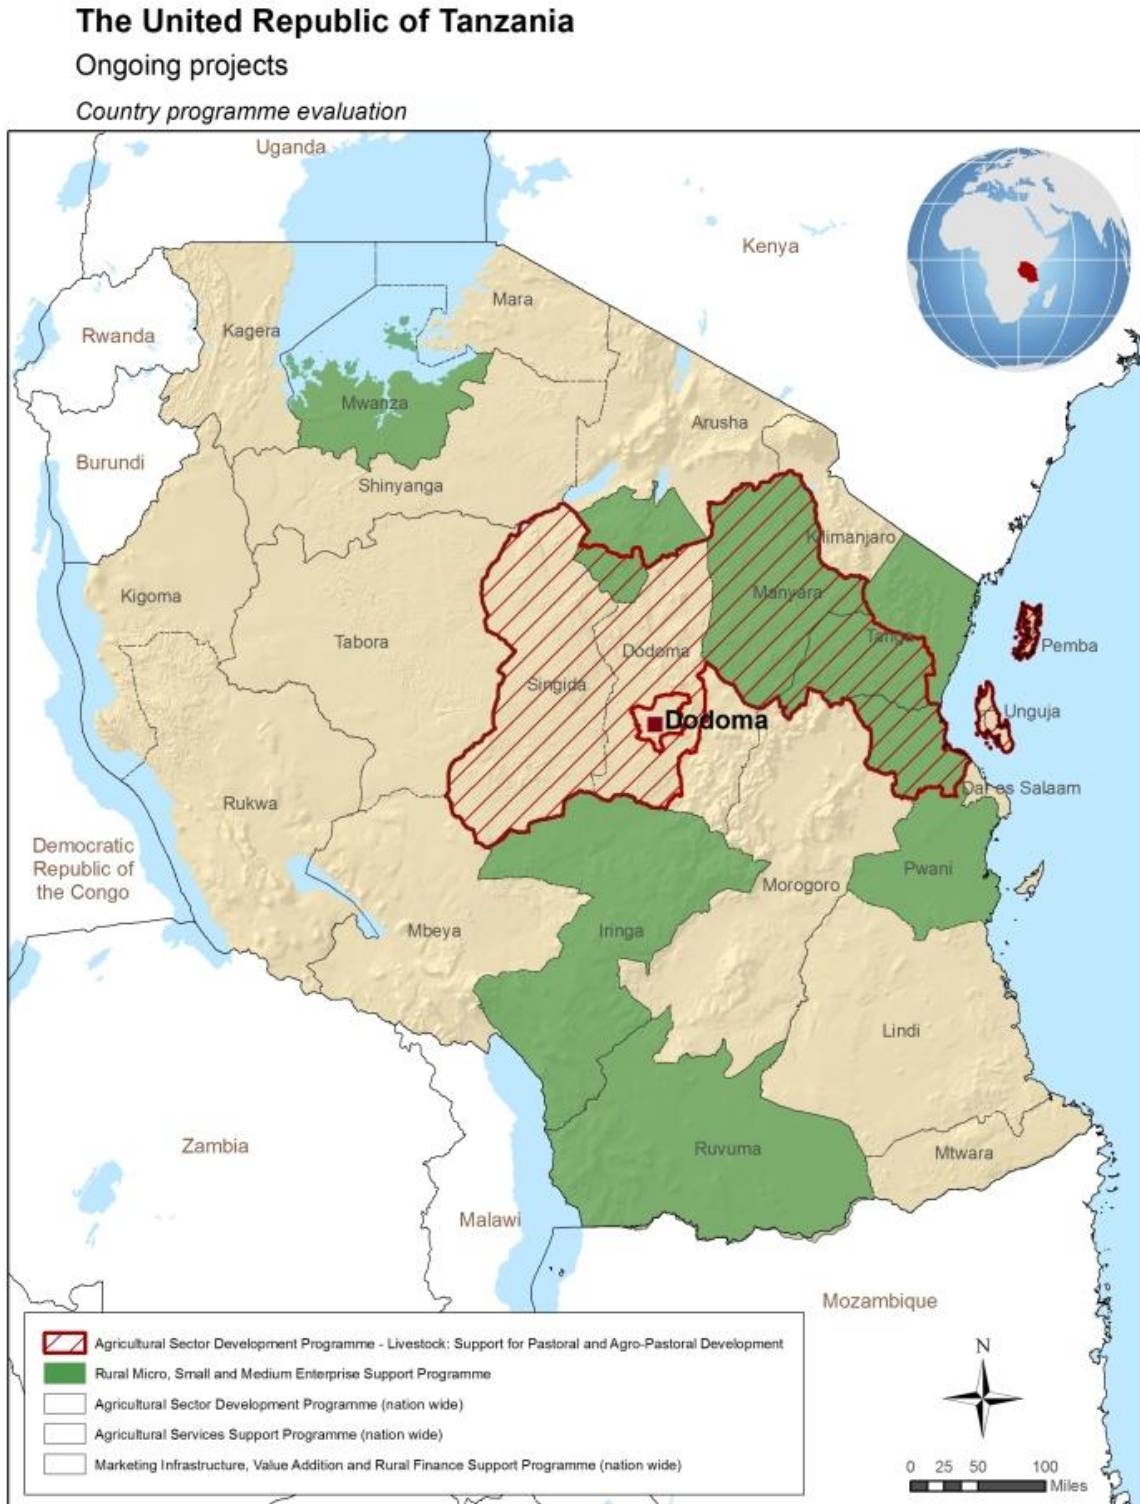 The United Republic of Tanzania
Ongoing projects
Country programme evaluation
Uganda
Kenya
Mara
Rwanda
Kagera
Mwanza
Arusha
Burundi
Shinyanga
Kilimanjaro
Kigoma
Manyara
Tabora
Dodoma
Tanga
Pemba
Singida
Unguja
Dodoma
Dar es Salaam
Rukwa
Democratic
Republic of
the Congo
Pwani
Morogoro
Mbeya
Iringa
Lindi
Zambia
Ruvuma
Mtwara
Malawi
Mozambique
Agricultural Sector Development Programme - Livestock: Support for Pastoral and Agro-Pastoral Development
Rural Micro, Small and Medium Enterprise Support Programme
Agricultural Sector Development Programme (nation wide)
Agricultural Services Support Programme (nation wide)
Marketing Infrastructure, Value Addition and Rural Finance Support Programme (nation wide)
N
0 25 50 100
Miles